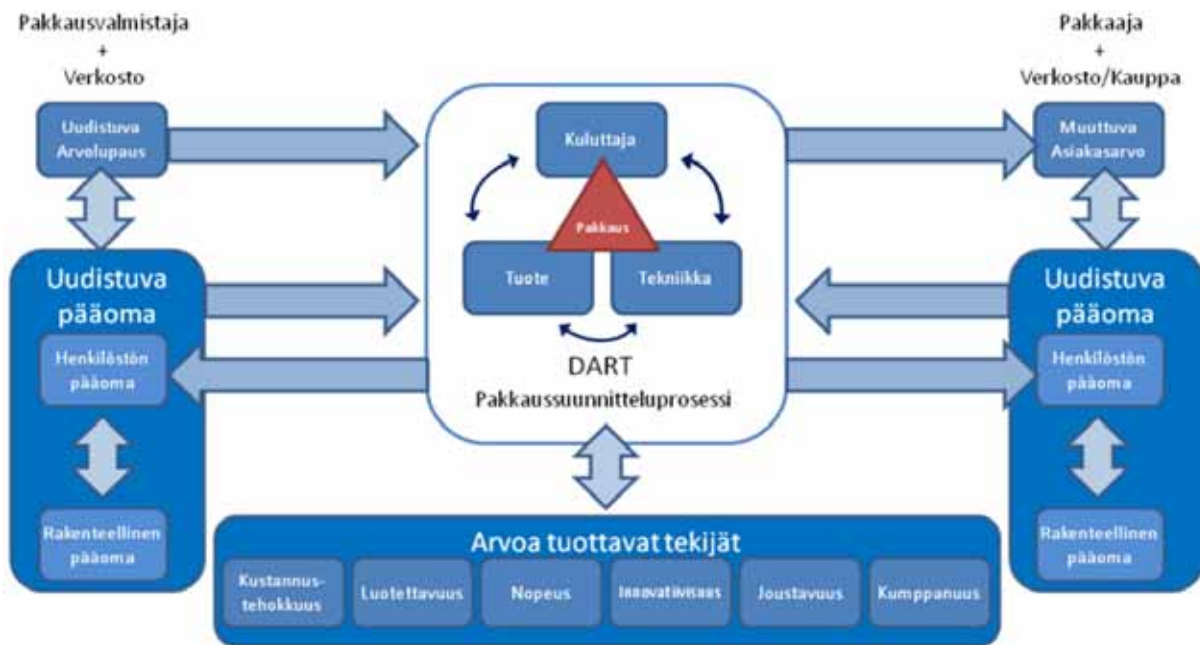 Pakkausvalmistaja
+
Verkosto
Uudistuva
Arvolupaus
Uudistuva
pääoma
Henkilöstön
pääoma
Rakenteellinen
pääoma
Kuluttaja
Pakkaus
Tuote
Tekniikka
DART
Pakkaussuunnitteluprosessi
Pakkaaja
+
Verkosto/Kauppa
Muuttuva
Asiakasarvo
Uudistuva
pääoma
Henkilöstön
pääoma
Rakenteellinen
pääoma
Arvoa tuottavat tekijät
Kustannus-
tehokkuus
Luotettavuus
Nopeus
Innovatiivisuus
Joustavuus
Kumppanuus